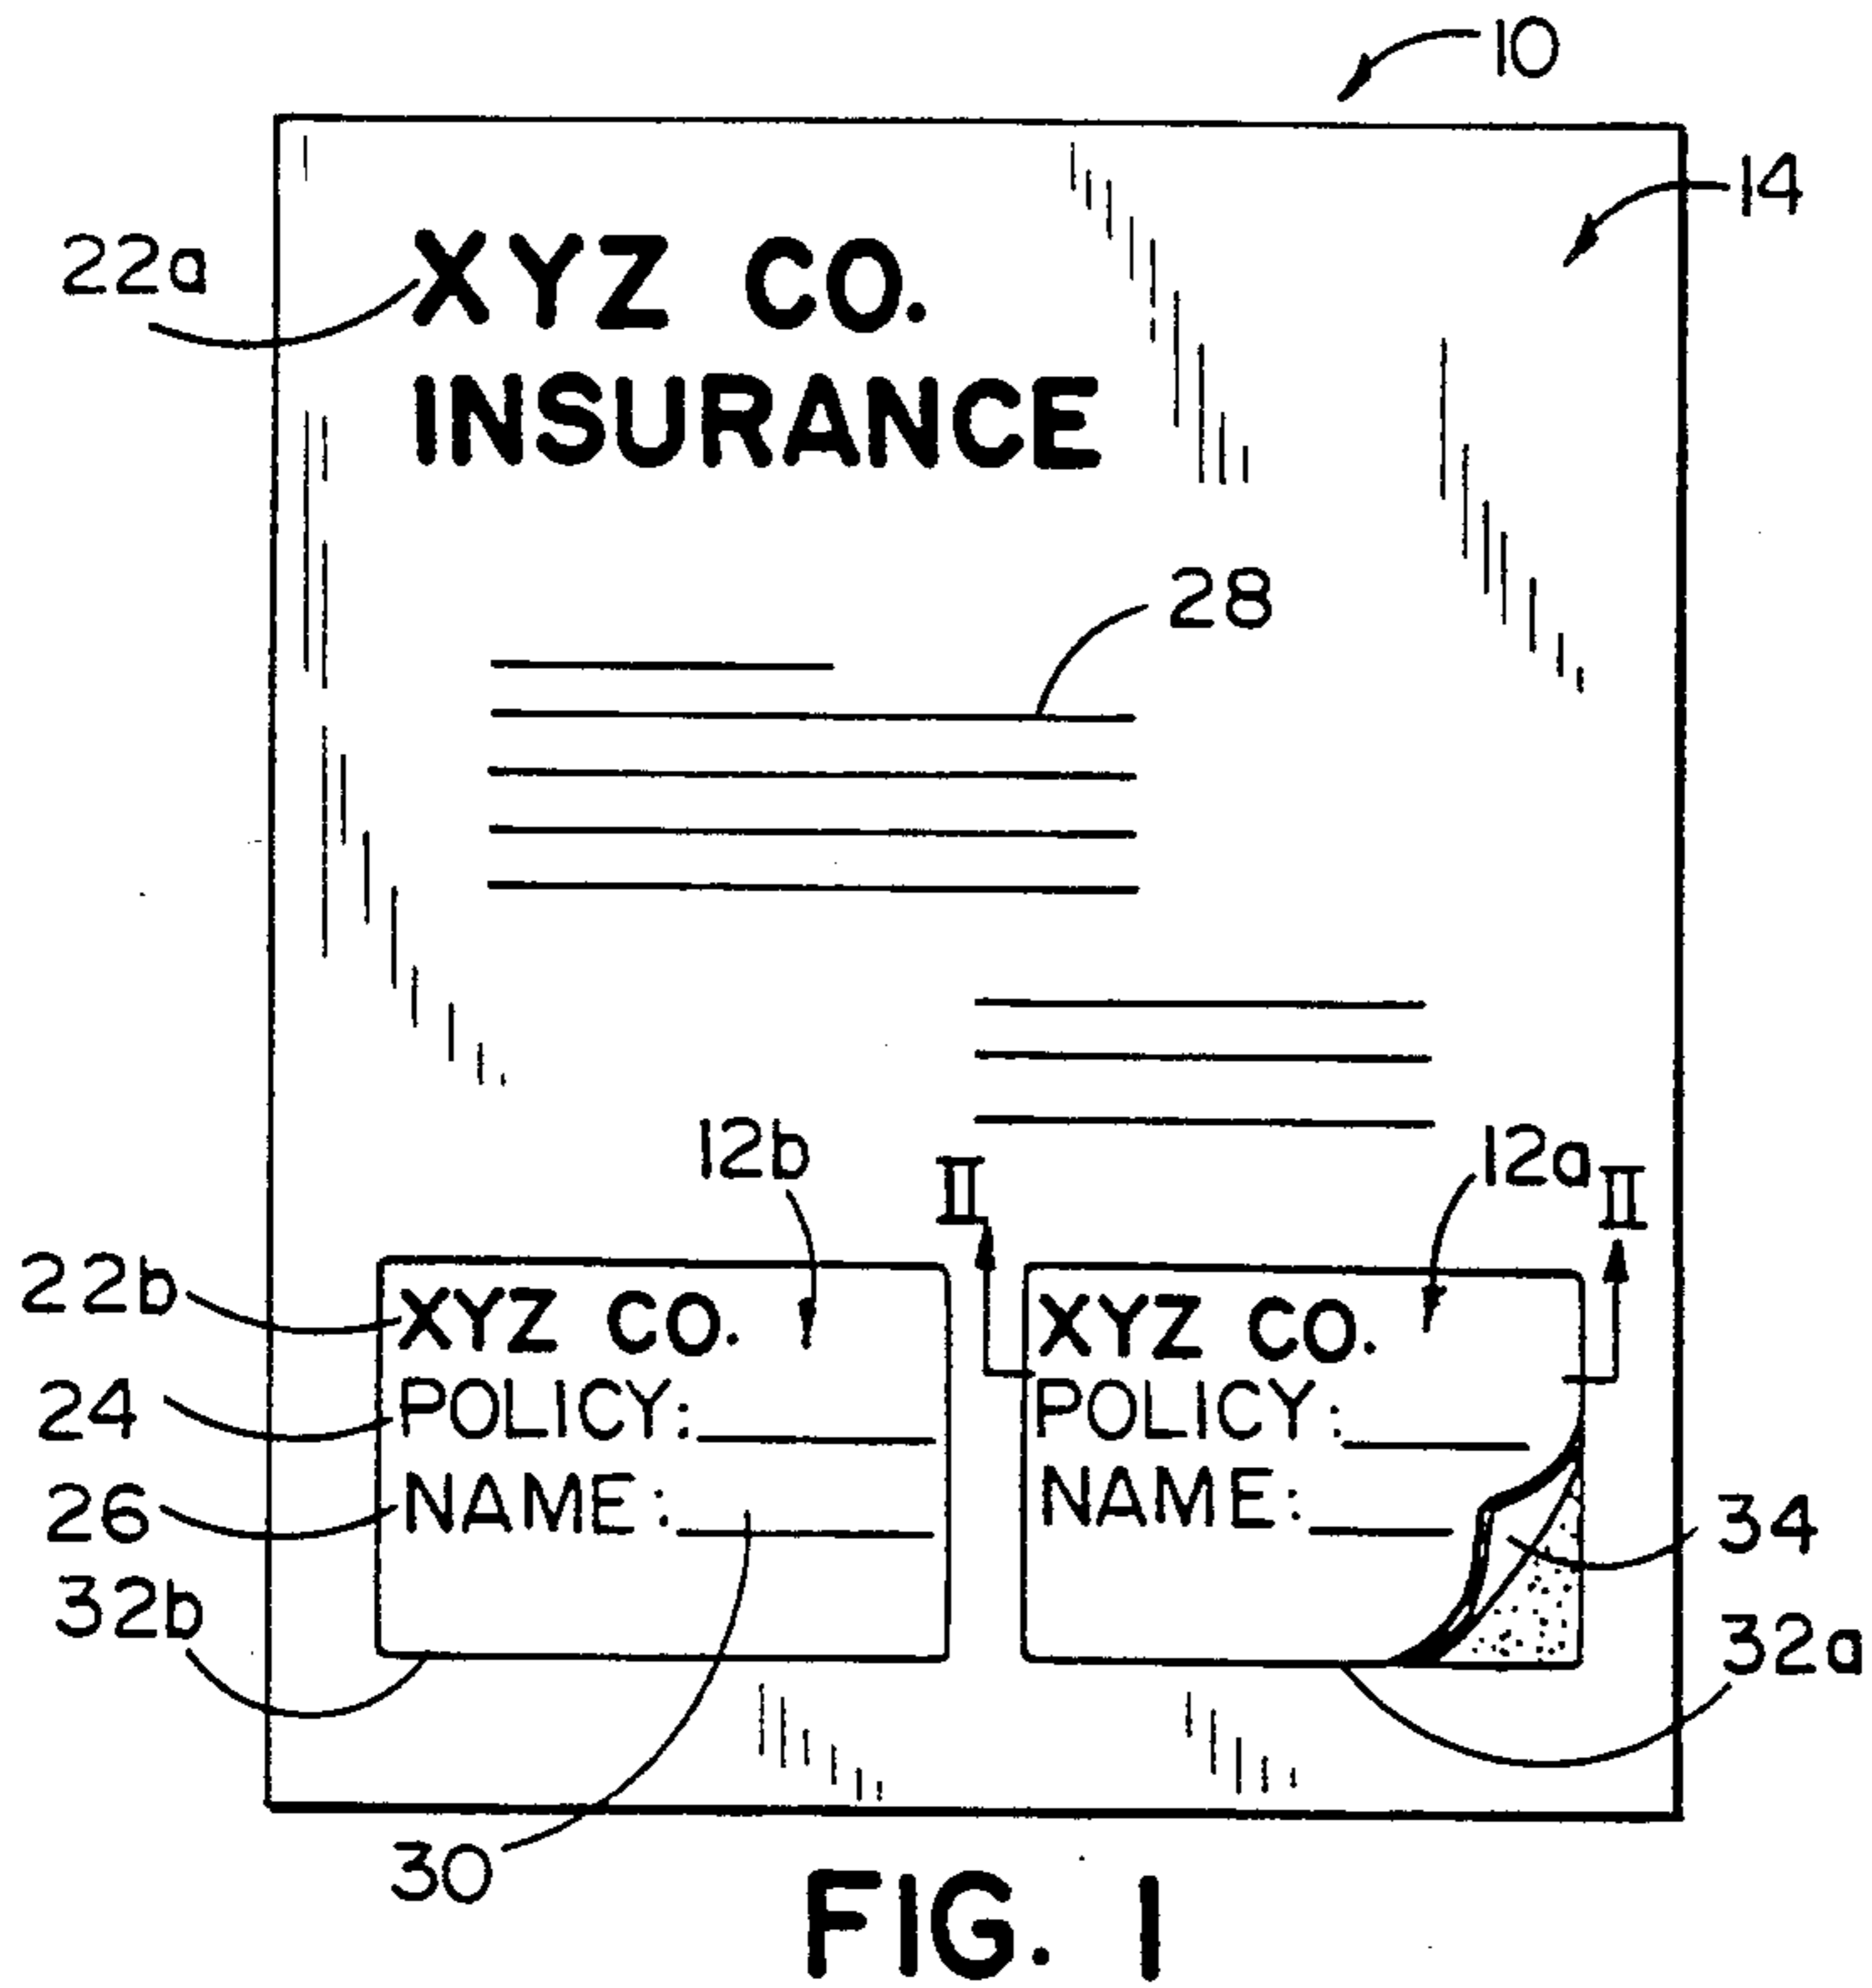 10
14
22a
XYZ CO.
INSURANCE
28
12b
II
12a
II
22b
XYZ CO.
POLICY:
24
NAME:
26
32b
XYZ CO.
POLICY:
NAME:
34
32a
30
FIG. 1